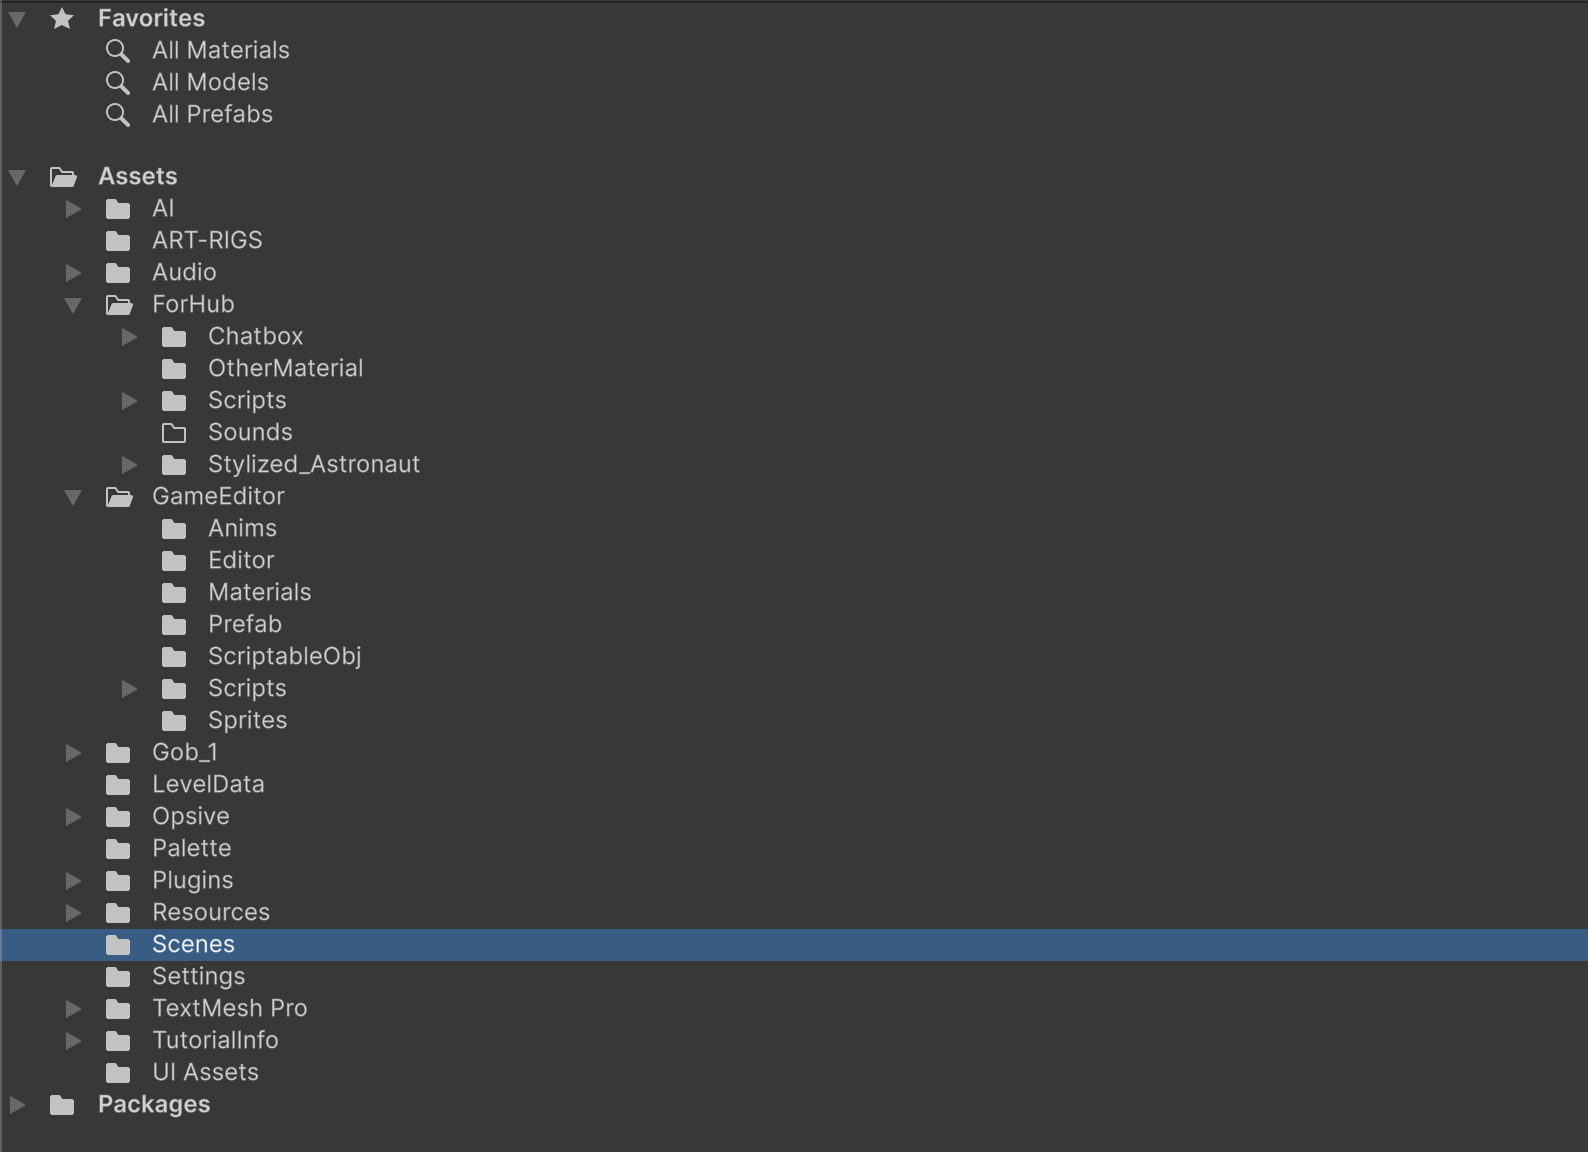 Favorites
All Materials
All Models
All Prefabs
Assets
AI
ART-RIGS
Audio
ForHub
Chatbox
OtherMaterial
Scripts
Sounds
Stylized_Astronaut
GameEditor
Anims
Editor
Materials
Prefab
ScriptableObj
Scripts
Sprites
Gob_1
LevelData
Opsive
Palette
Plugins
Resources
Scenes
Settings
TextMesh Pro
TutorialInfo
UI Assets
Packages